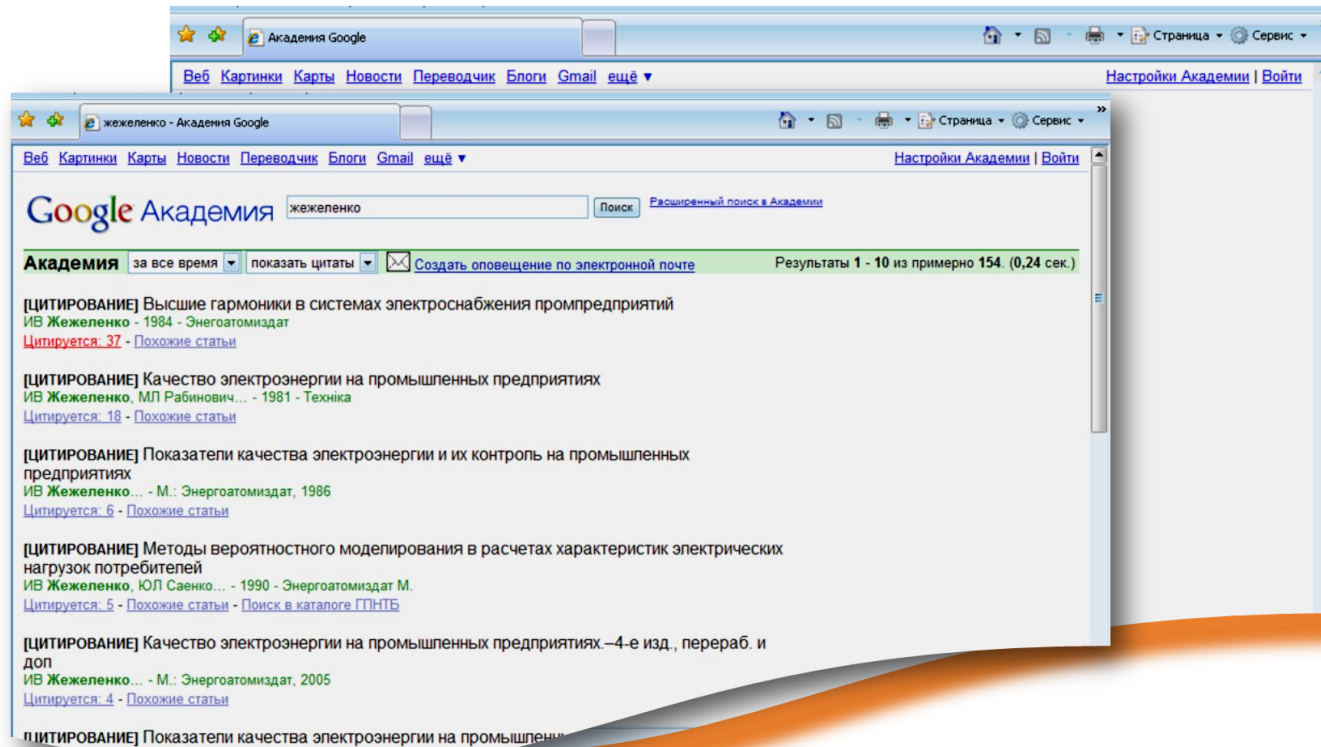 Академия Google
Страница Сервис
Веб Картинки Карты Новости Переводчик Блоги Gmail ещё ▼
Настройки Академии | Войти
жежеленко - Академия Google
Страница Сервис »
Веб Картинки Карты Новости Переводчик Блоги Gmail ещё ▼
Настройки Академии | Войти
Google Академия жежеленко Поиск Расширенный поиск в Академии
Академия за все время показать цитаты Создать оповещение по электронной почте Результаты 1 - 10 из примерно 154. (0,24 сек.)
[ЦИТИРОВАНИЕ] Высшие гармоники в системах электроснабжения промпредприятий
ИВ Жежеленко - 1984 - Энегоатомиздат
Цитируется: 37 - Похожие статьи
[ЦИТИРОВАНИЕ] Качество электроэнергии на промышленных предприятиях
ИВ Жежеленко, МЛ Рабинович... - 1981 - Технiка
Цитируется: 18 - Похожие статьи
[ЦИТИРОВАНИЕ] Показатели качества электроэнергии и их контроль на промышленных
предприятиях
ИВ Жежеленко... - М.: Энергоатомиздат, 1986
Цитируется: 6 - Похожие статьи
[ЦИТИРОВАНИЕ] Методы вероятностного моделирования в расчетах характеристик электрических
нагрузок потребителей
ИВ Жежеленко, ЮЛ Саенко... - 1990 - Энергоатомиздат М.
Цитируется: 5 - Похожие статьи - Поиск в каталоге ГПНТБ
[ЦИТИРОВАНИЕ] Качество электроэнергии на промышленных предприятиях.–4-е изд., перераб. и
доп
ИВ Жежеленко... - М.: Энергоатомиздат, 2005
Цитируется: 4 - Похожие статьи
[ЦИТИРОВАНИЕ] Показатели качества электроэнергии на